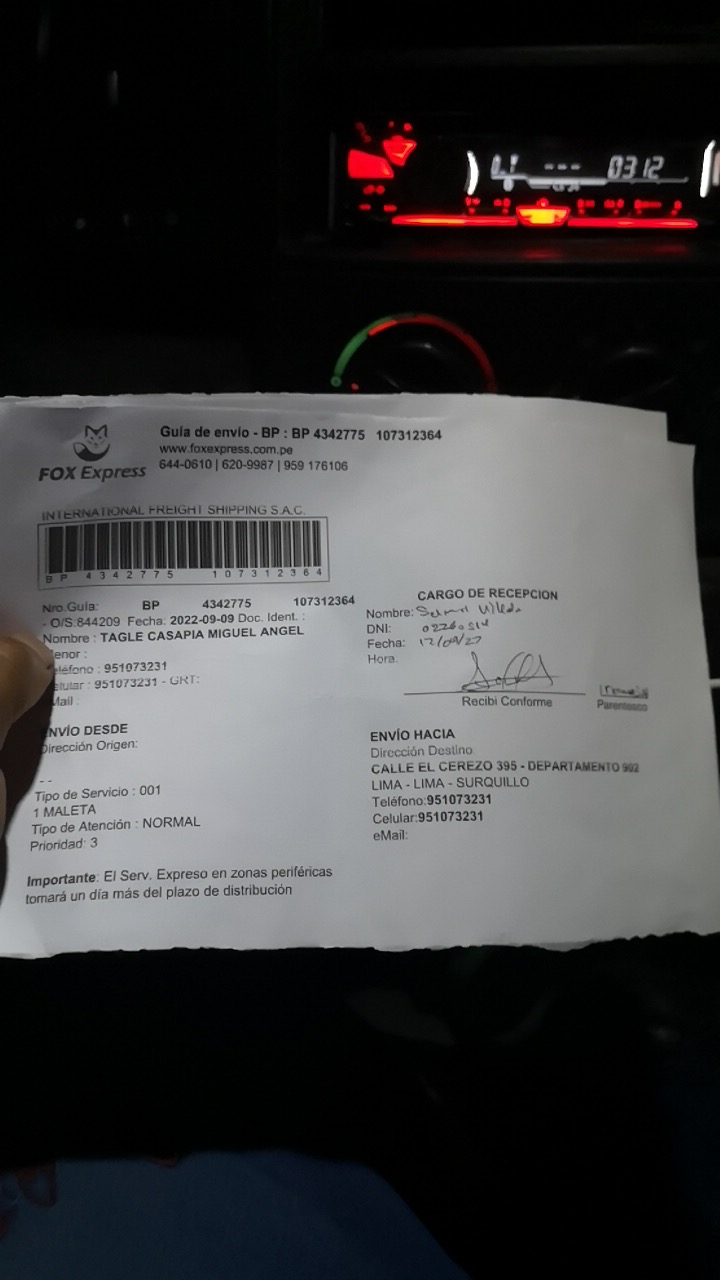 0312
Guía de envío - BP : BP 4342775 107312364
www.foxexpress.com.pe
644-0610 | 620-9987 | 959 176106
FOX Express
INTERNATIONAL FREIGHT SHIPPING S.A.C.
BP 4342775 107312364
Nro.Guia: BP 4342775 107312364
- O/S:844209 Fecha: 2022-09-09 Doc. Ident. :
Nombre : TAGLE CASAPIA MIGUEL ANGEL
enor :
eléfono : 951073231
elular : 951073231 - GRT:
Mail :
CARGO DE RECEPCION
Nombre:
DNI:
Fecha:
Hora.
Recibi Conforme
Parentesco
ENVÍO DESDE
Dirección Origen:
- -
Tipo de Servicio : 001
1 MALETA
Tipo de Atención : NORMAL
Prioridad: 3
ENVÍO HACIA
Dirección Destino
CALLE EL CEREZO 395 - DEPARTAMENTO 902
LIMA - LIMA - SURQUILLO
Teléfono:951073231
Celular:951073231
eMail:
Importante: El Serv. Expreso en zonas periféricas
tomará un día más del plazo de distribución